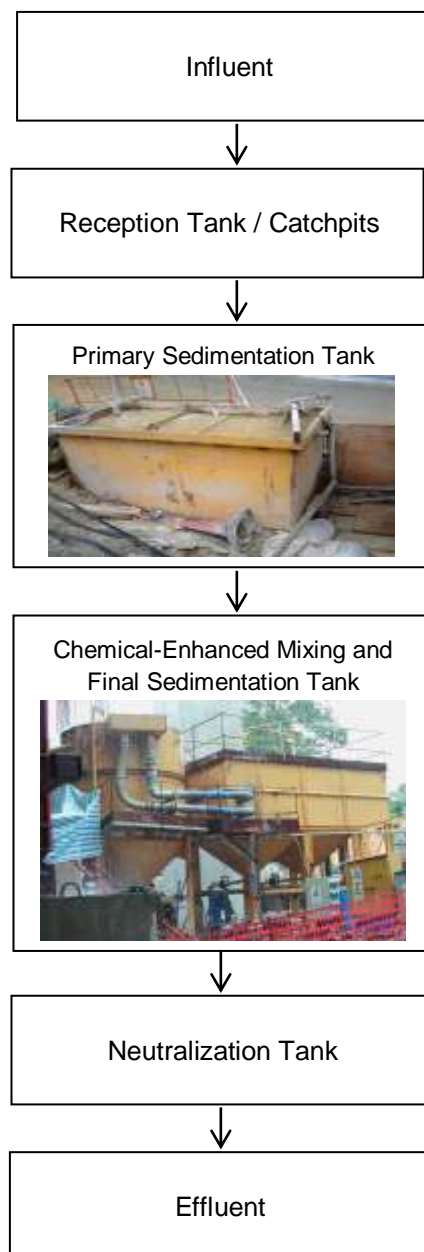 Influent
Reception Tank / Catchpits
Primary Sedimentation Tank
Chemical-Enhanced Mixing and
Final Sedimentation Tank
Neutralization Tank
Effluent